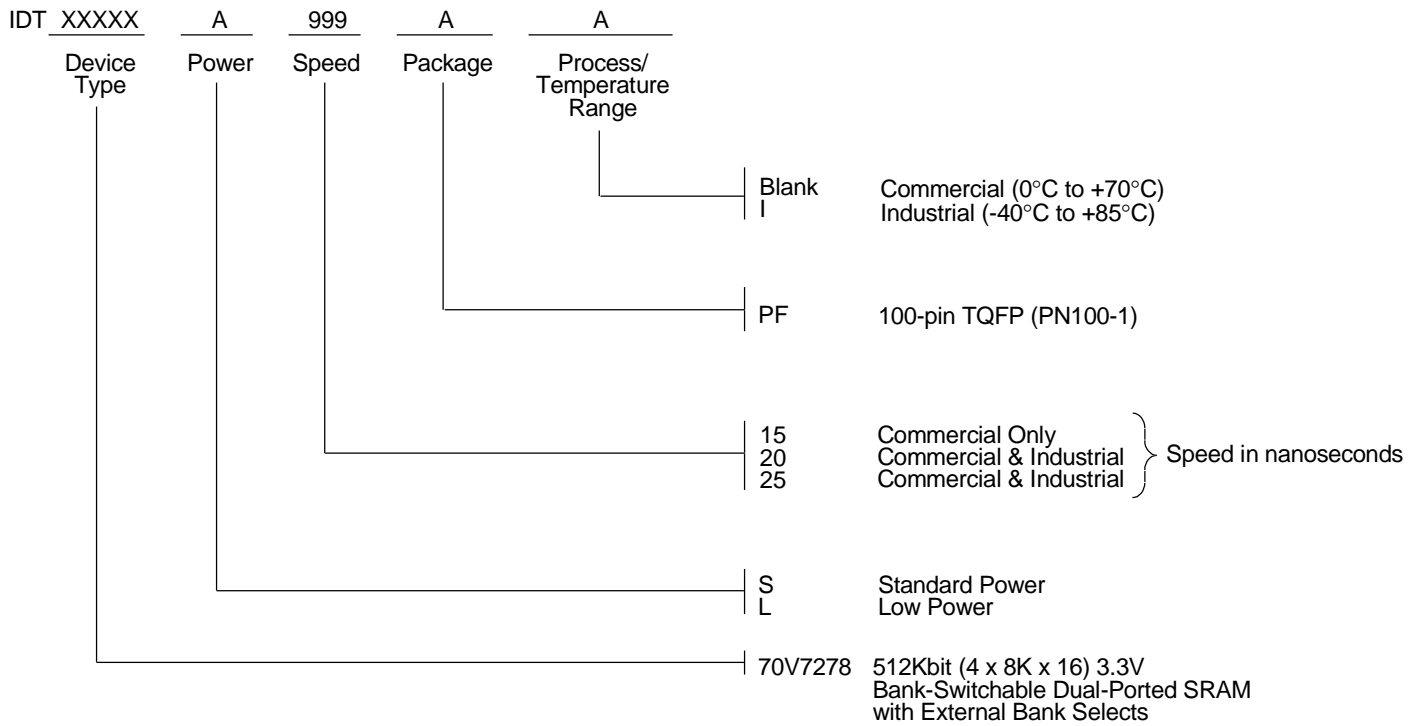 IDT XXXXX A 999 A A
Device Type Power Speed Package Process/ Temperature Range
Blank Commercial (0°C to +70°C)
I Industrial (-40°C to +85°C)
PF 100-pin TQFP (PN100-1)
15 Commercial Only
20 Commercial & Industrial Speed in nanoseconds
25 Commercial & Industrial
S Standard Power
L Low Power
70V7278 512Kbit (4 x 8K x 16) 3.3V
Bank-Switchable Dual-Ported SRAM
with External Bank Selects